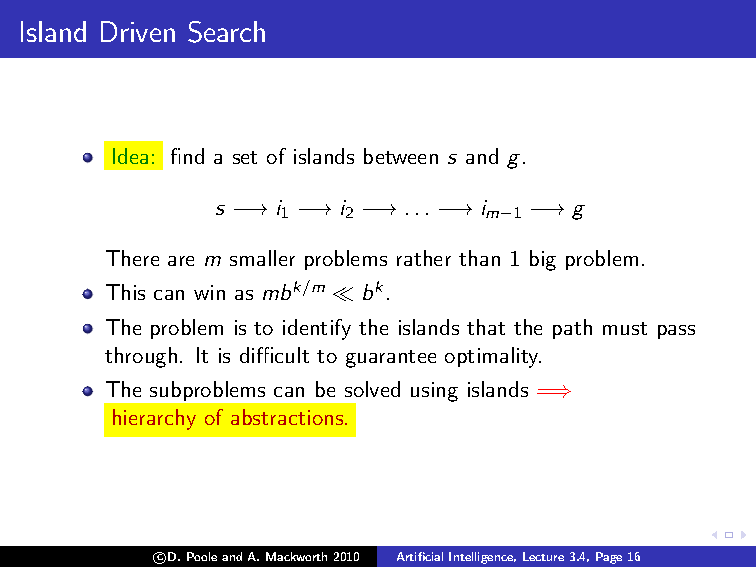 Island Driven Search
Idea: find a set of islands between s and g.
s ⟶ i₁ ⟶ i₂ ⟶ ... ⟶ iₘ₋₁ ⟶ g
There are m smaller problems rather than 1 big problem.
This can win as mb^{k/m} ≪ b^k.
The problem is to identify the islands that the path must pass
through. It is difficult to guarantee optimality.
The subproblems can be solved using islands ⟹
hierarchy of abstractions.
©D. Poole and A. Mackworth 2010
Artificial Intelligence, Lecture 3.4, Page 16